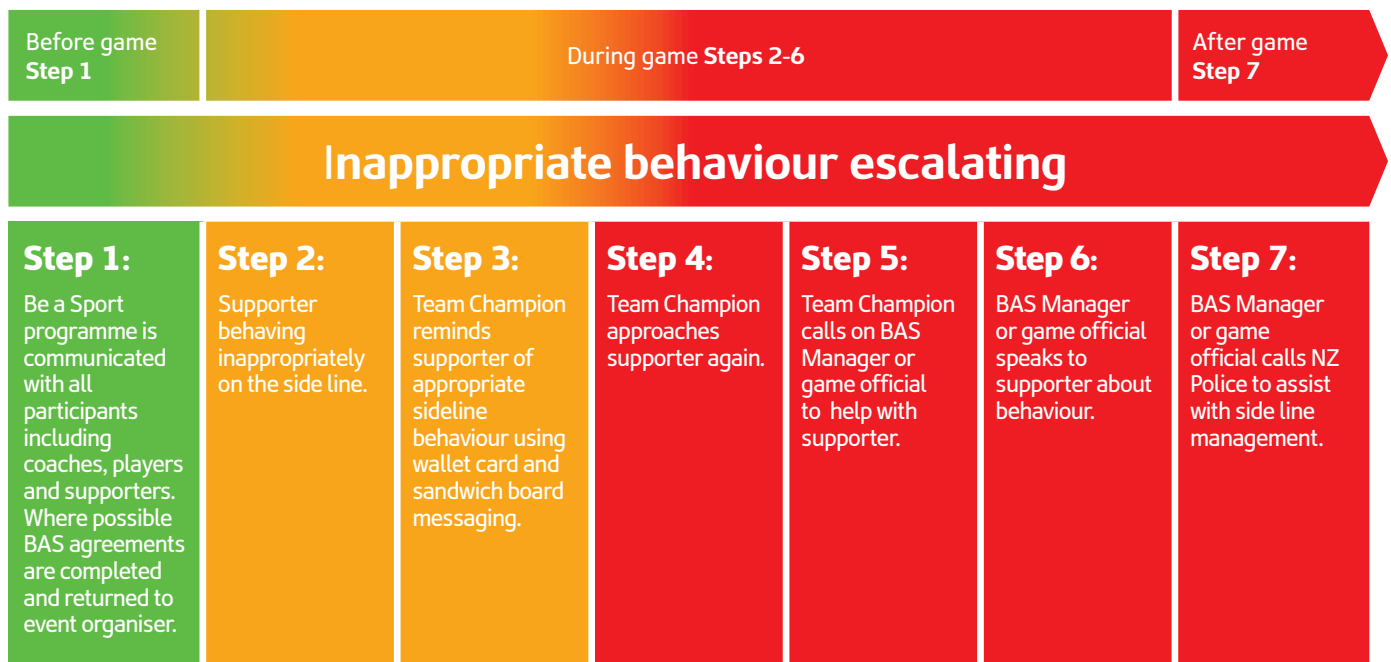 Before game
Step 1
During game Steps 2-6
After game
Step 7
Inappropriate behaviour escalating
Step 1:
Be a Sport
programme is
communicated
with all
participants
including
coaches, players
and supporters.
Where possible
BAS agreements
are completed
and returned to
event organiser.
Step 2:
Supporter
behaving
inappropriately
on the side line.
Step 3:
Team Champion
reminds
supporter of
appropriate
sideline
behaviour using
wallet card and
sandwich board
messaging.
Step 4:
Team Champion
approaches
supporter again.
Step 5:
Team Champion
calls on BAS
Manager or
game official
to help with
supporter.
Step 6:
BAS Manager
or game official
speaks to
supporter about
behaviour.
Step 7:
BAS Manager
or game
official calls NZ
Police to assist
with side line
management.